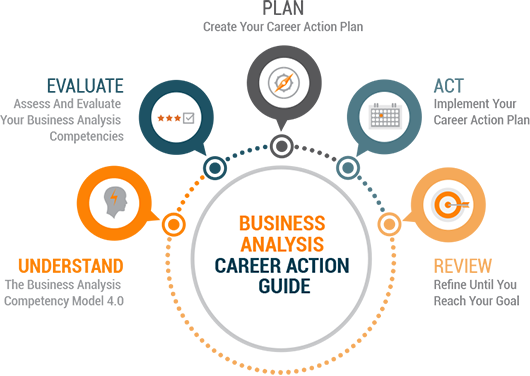 PLAN
Create Your Career Action Plan
EVALUATE
Assess And Evaluate
Your Business Analysis
Competencies
ACT
Implement Your
Career Action Plan
UNDERSTAND
The Business Analysis
Competency Model 4.0
BUSINESS
ANALYSIS
CAREER ACTION
GUIDE
REVIEW
Refine Until You
Reach Your Goal